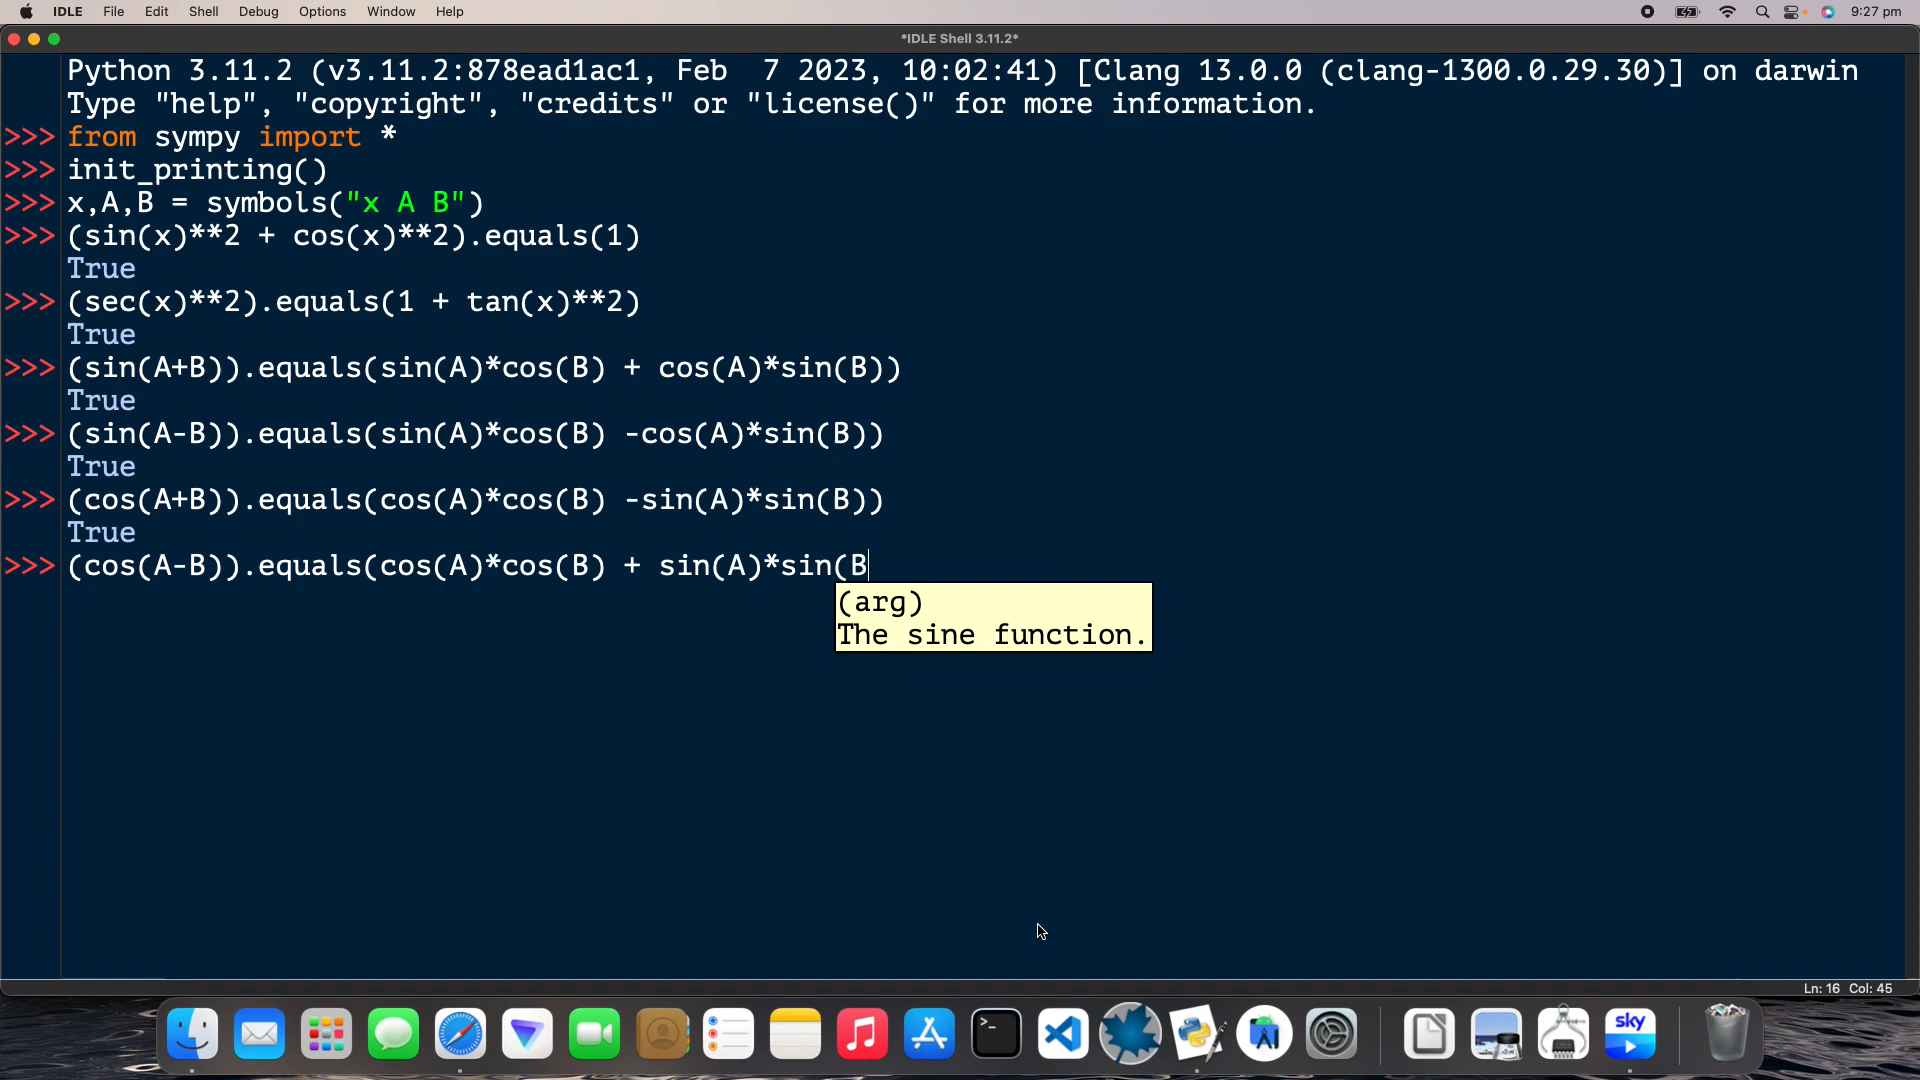 IDLE File Edit Shell Debug Options Window Help 9:27 pm
*IDLE Shell 3.11.2*
Python 3.11.2 (v3.11.2:878ead1ac1, Feb  7 2023, 10:02:41) [Clang 13.0.0 (clang-1300.0.29.30)] on darwin
Type "help", "copyright", "credits" or "license()" for more information.
>>> from sympy import *
>>> init_printing()
>>> x,A,B = symbols("x A B")
>>> (sin(x)**2 + cos(x)**2).equals(1)
True
>>> (sec(x)**2).equals(1 + tan(x)**2)
True
>>> (sin(A+B)).equals(sin(A)*cos(B) + cos(A)*sin(B))
True
>>> (sin(A-B)).equals(sin(A)*cos(B) -cos(A)*sin(B))
True
>>> (cos(A+B)).equals(cos(A)*cos(B) -sin(A)*sin(B))
True
>>> (cos(A-B)).equals(cos(A)*cos(B) + sin(A)*sin(B
(arg)
The sine function.
Ln: 16 Col: 45
>_
sky